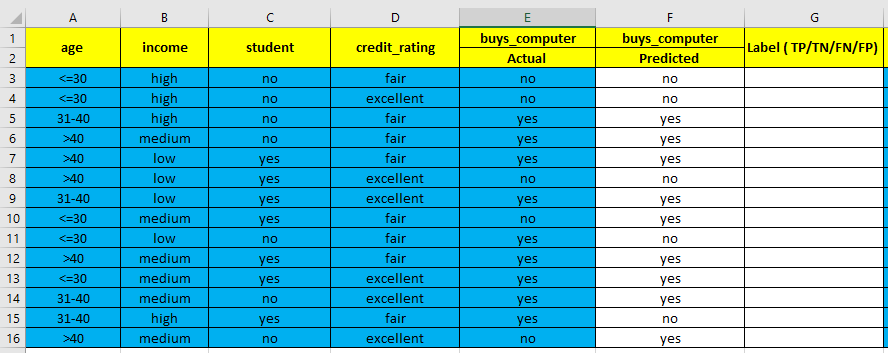 A B C D E F G
1 age income student credit_rating buys_computer buys_computer Label ( TP/TN/FN/FP)
2 Actual Predicted
3 <=30 high no fair no no
4 <=30 high no excellent no no
5 31-40 high no fair yes yes
6 >40 medium no fair yes yes
7 >40 low yes fair yes yes
8 >40 low yes excellent no no
9 31-40 low yes excellent yes yes
10 <=30 medium yes fair no yes
11 <=30 low no fair yes no
12 >40 medium yes fair yes yes
13 <=30 medium yes excellent yes yes
14 31-40 medium no excellent yes yes
15 31-40 high yes fair yes no
16 >40 medium no excellent no yes